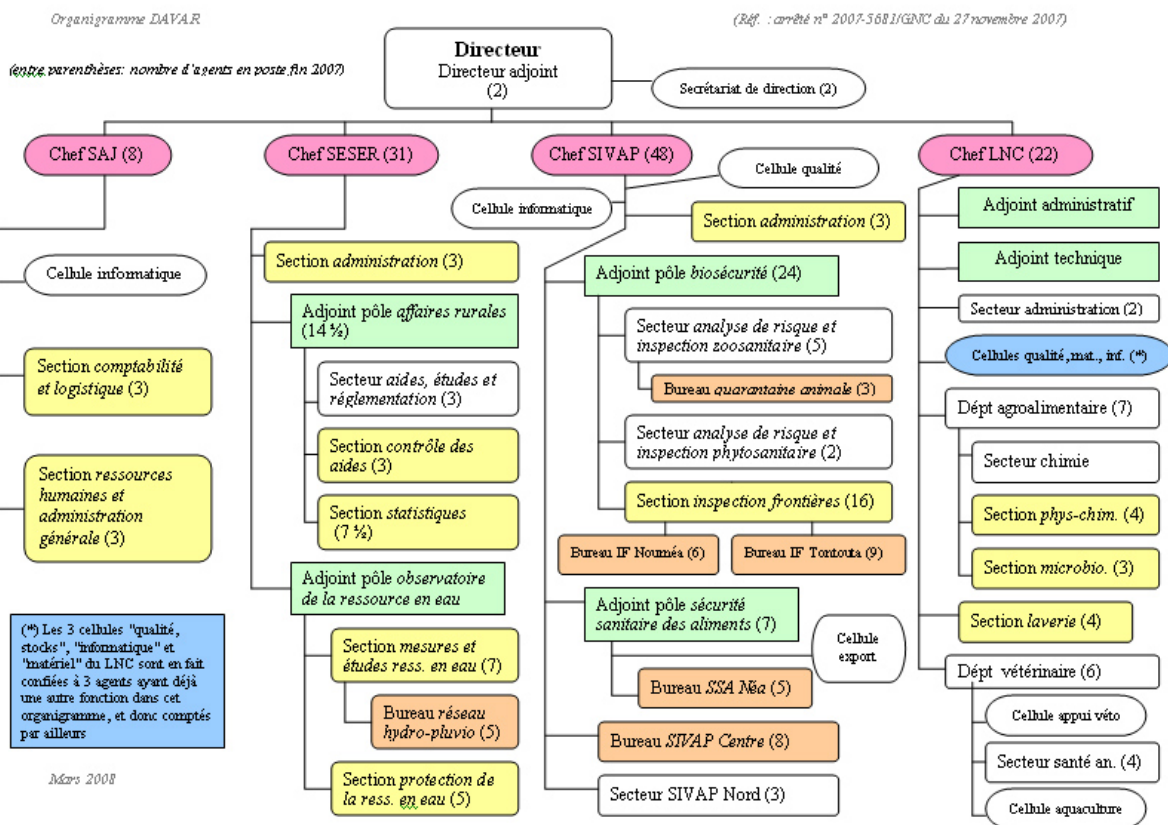 Organigramme DAVAR
(Réf. : arrêté n° 2007-5681/GNC du 27 novembre 2007)
(entre parenthèses: nombre d'agents en poste fin 2007)
Directeur
Directeur adjoint
(2)
Secrétariat de direction (2)
Chef SAJ (8)
Chef SESER (31)
Chef SIVAP (48)
Chef LNC (22)
Cellule informatique
Section comptabilité
et logistique (3)
Section ressources
humaines et
administration
générale (3)
(*) Les 3 cellules "qualité,
stocks", "informatique" et
"matériel" du LNC sont en fait
confiées à 3 agents ayant déjà
une autre fonction dans cet
organigramme, et donc comptés
par ailleurs
Mars 2008
Section administration (3)
Adjoint pôle affaires rurales
(14 ½)
Secteur aides, études et
réglementation (3)
Section contrôle des
aides (3)
Section statistiques
(7 ½)
Adjoint pôle observatoire
de la ressource en eau
Section mesures et
études ress. en eau (7)
Bureau réseau
hydro-pluvio (5)
Section protection de
la ress. en eau (5)
Cellule qualité
Cellule informatique
Section administration (3)
Adjoint pôle biosécurité (24)
Secteur analyse de risque et
inspection zoosanitaire (5)
Bureau quarantaine animale (3)
Secteur analyse de risque et
inspection phytosanitaire (2)
Section inspection frontières (16)
Bureau IF Nouméa (6)
Bureau IF Tontouta (9)
Adjoint pôle sécurité
sanitaire des aliments (7)
Cellule
export
Bureau SSA Néa (5)
Bureau SIVAP Centre (8)
Secteur SIVAP Nord (3)
Adjoint administratif
Adjoint technique
Secteur administration (2)
Cellules qualité, mat., inf. (*)
Dépt agroalimentaire (7)
Secteur chimie
Section phys-chim. (4)
Section microbio. (3)
Section laverie (4)
Dépt vétérinaire (6)
Cellule appui véto
Secteur santé an. (4)
Cellule aquaculture